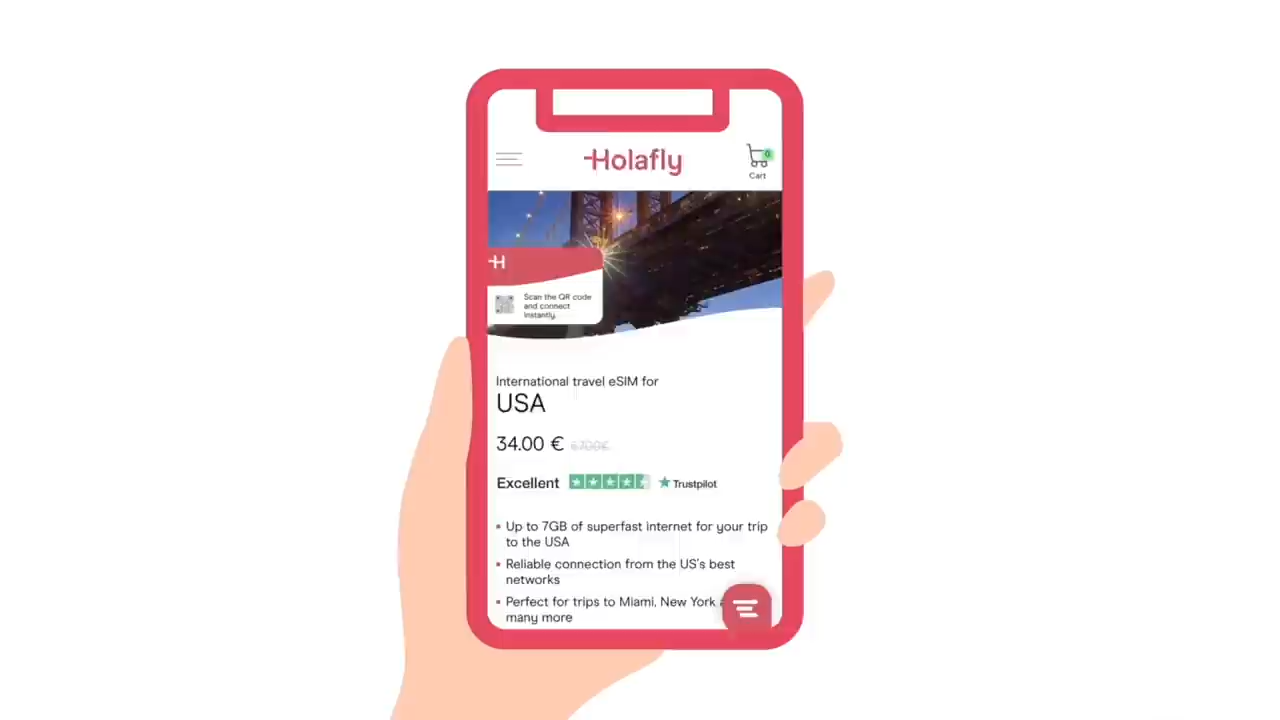 Holafly
0
Cart
H
Scan the QR code
and connect
instantly.
International travel eSIM for
USA
34.00 €
Excellent
Trustpilot
Up to 7GB of superfast internet for your trip
to the USA
Reliable connection from the US's best
networks
Perfect for trips to Miami, New York
many more